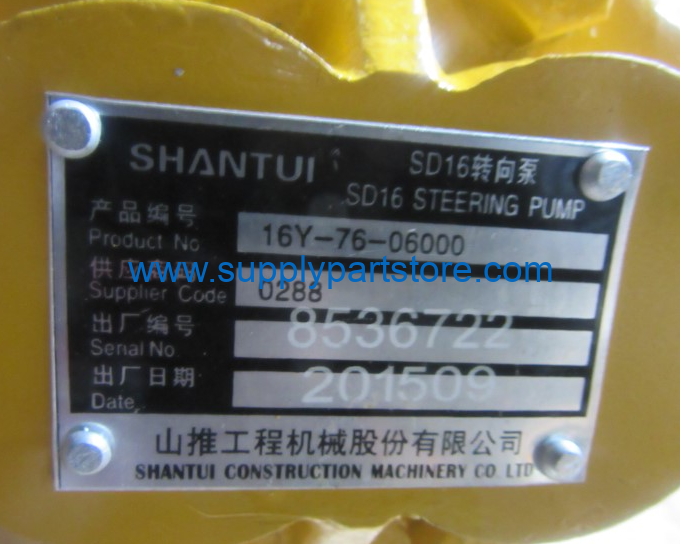 SHANTUI
SD16转向泵
SD16 STEERING PUMP
产品编号
Product No
16Y-76-06000
www.supplypartstore.com
供应
Supplier Code
0288
出厂编号
Serial No
8536722
出厂日期
Date
201509
山推工程机械股份有限公司
SHANTUI CONSTRUCTION MACHINERY CO LTD